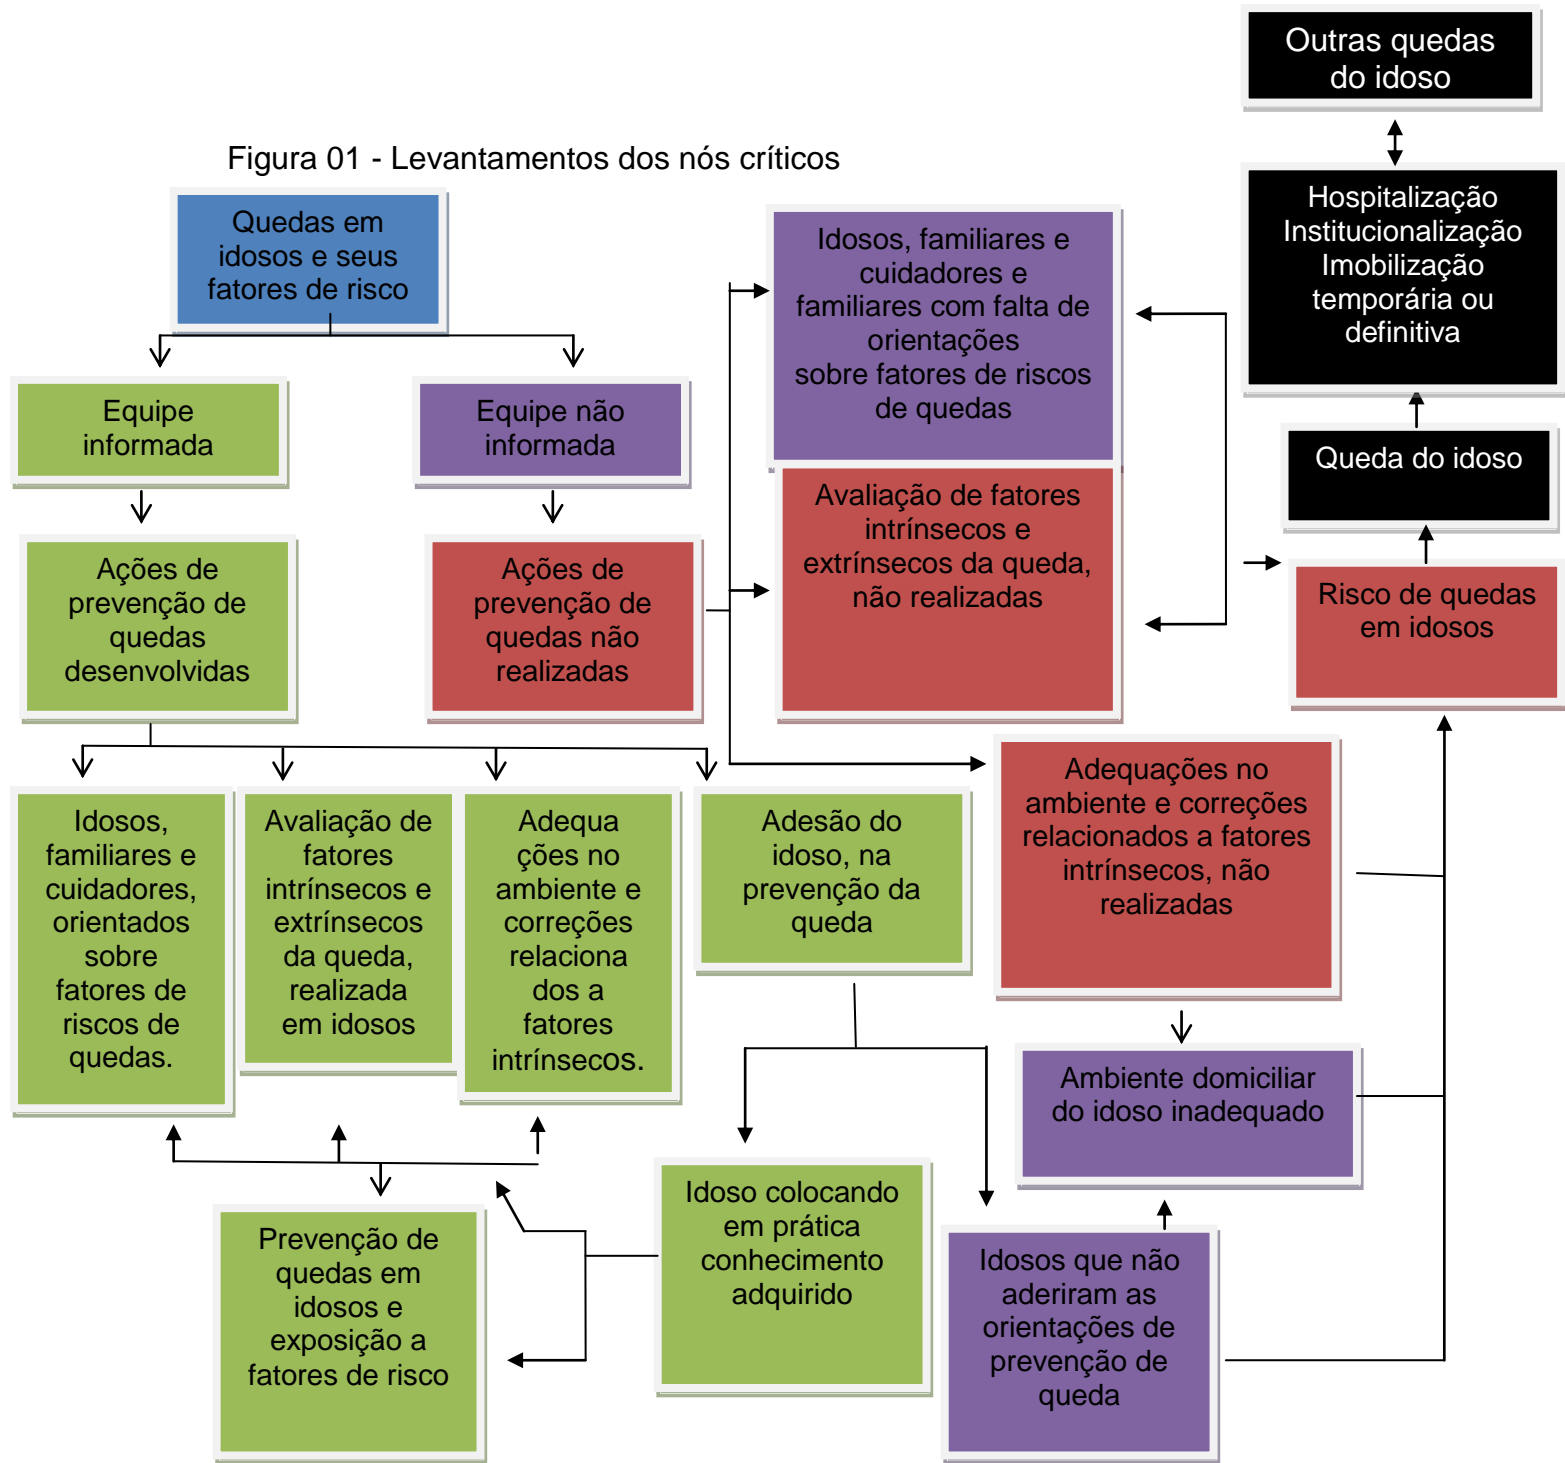 Outras quedas
do idoso
Figura 01 - Levantamentos dos nós críticos
Quedas em
idosos e seus
fatores de risco
Idosos, familiares e
cuidadores e
familiares com falta de
orientações
sobre fatores de riscos
de quedas
Hospitalização
Institucionalização
Imobilização
temporária ou
definitiva
Equipe
informada
Equipe não
informada
Queda do idoso
Avaliação de fatores
intrínsecos e
extrínsecos da queda,
não realizadas
Ações de
prevenção de
quedas
desenvolvidas
Ações de
prevenção de
quedas não
realizadas
Risco de quedas
em idosos
Adequações no
ambiente e correções
relacionados a fatores
intrínsecos, não
realizadas
Idosos,
familiares e
cuidadores,
orientados
sobre
fatores de
riscos de
quedas.
Avaliação de
fatores
intrínsecos e
extrínsecos
da queda,
realizada
em idosos
Adequa
ções no
ambiente e
correções
relaciona
dos a
fatores
intrínsecos.
Adesão do
idoso, na
prevenção da
queda
Ambiente domiciliar
do idoso inadequado
Prevenção de
quedas em
idosos e
exposição a
fatores de risco
Idoso colocando
em prática
conhecimento
adquirido
Idosos que não
aderiram as
orientações de
prevenção de
queda